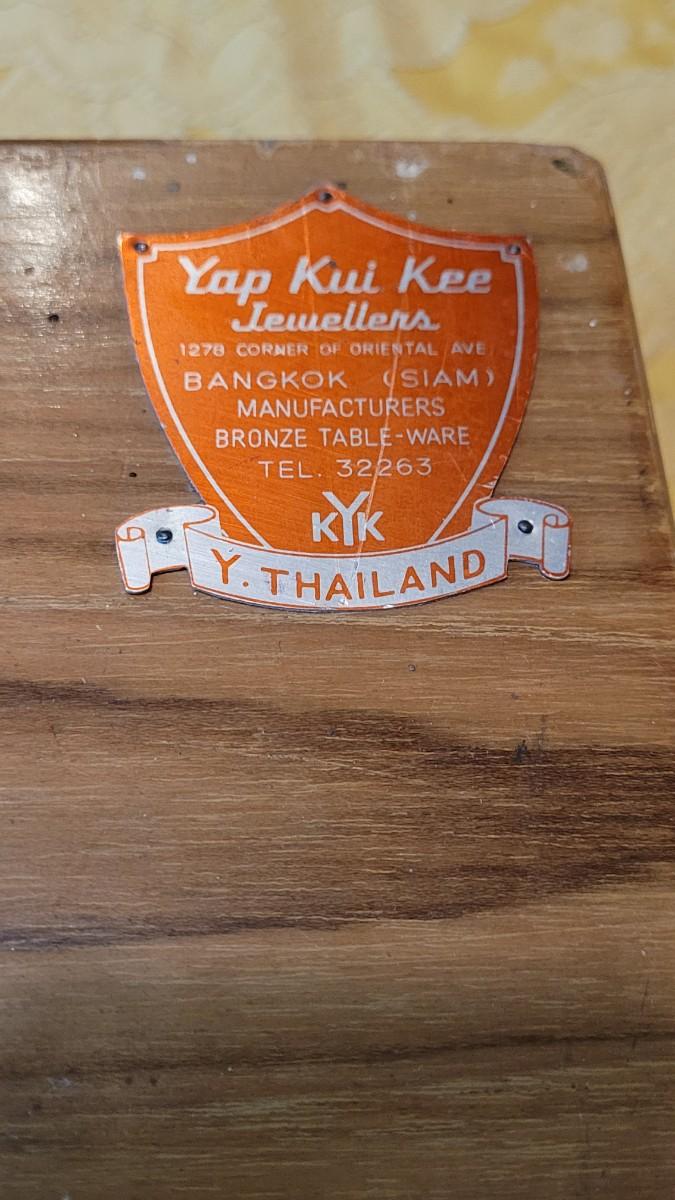 Yap Kui Kee
Jewellers
1278 CORNER OF ORIENTAL AVE
BANGKOK (SIAM)
MANUFACTURERS
BRONZE TABLE-WARE
TEL. 32263
KYK
Y. THAILAND